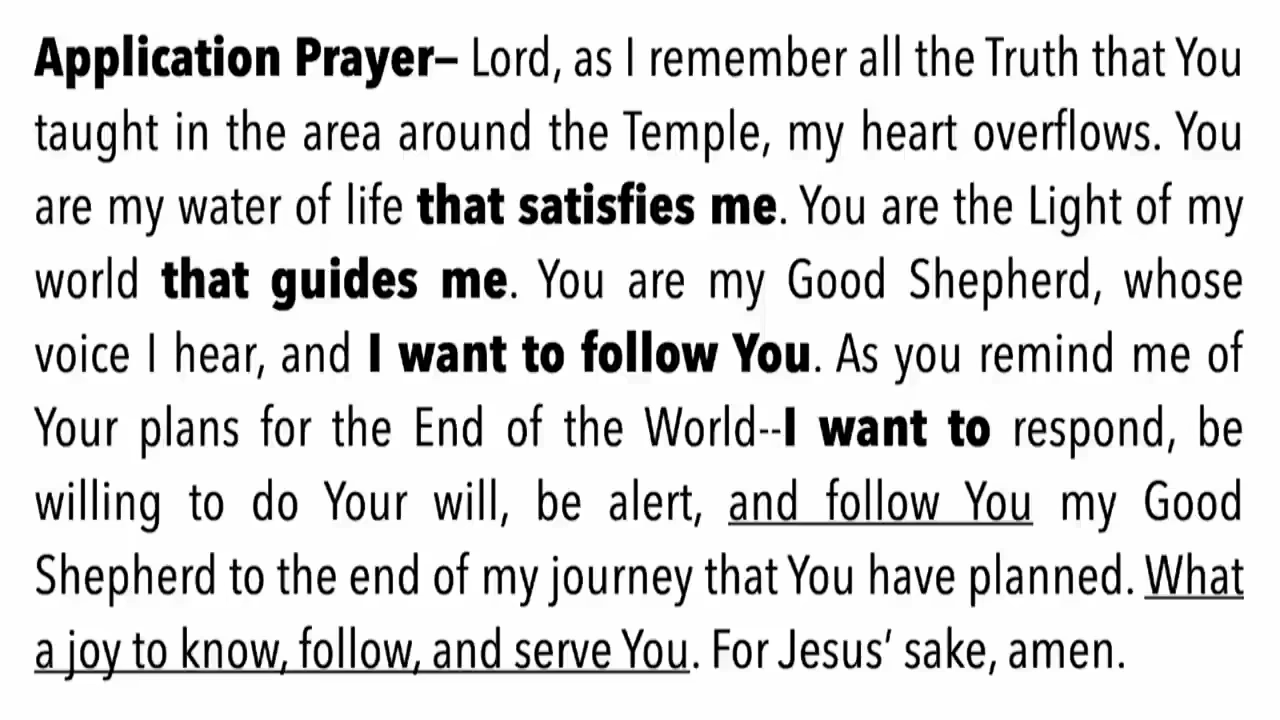 Application Prayer– Lord, as I remember all the Truth that You
taught in the area around the Temple, my heart overflows. You
are my water of life that satisfies me. You are the Light of my
world that guides me. You are my Good Shepherd, whose
voice I hear, and I want to follow You. As you remind me of
Your plans for the End of the World--I want to respond, be
willing to do Your will, be alert, and follow You my Good
Shepherd to the end of my journey that You have planned. What
a joy to know, follow, and serve You. For Jesus’ sake, amen.